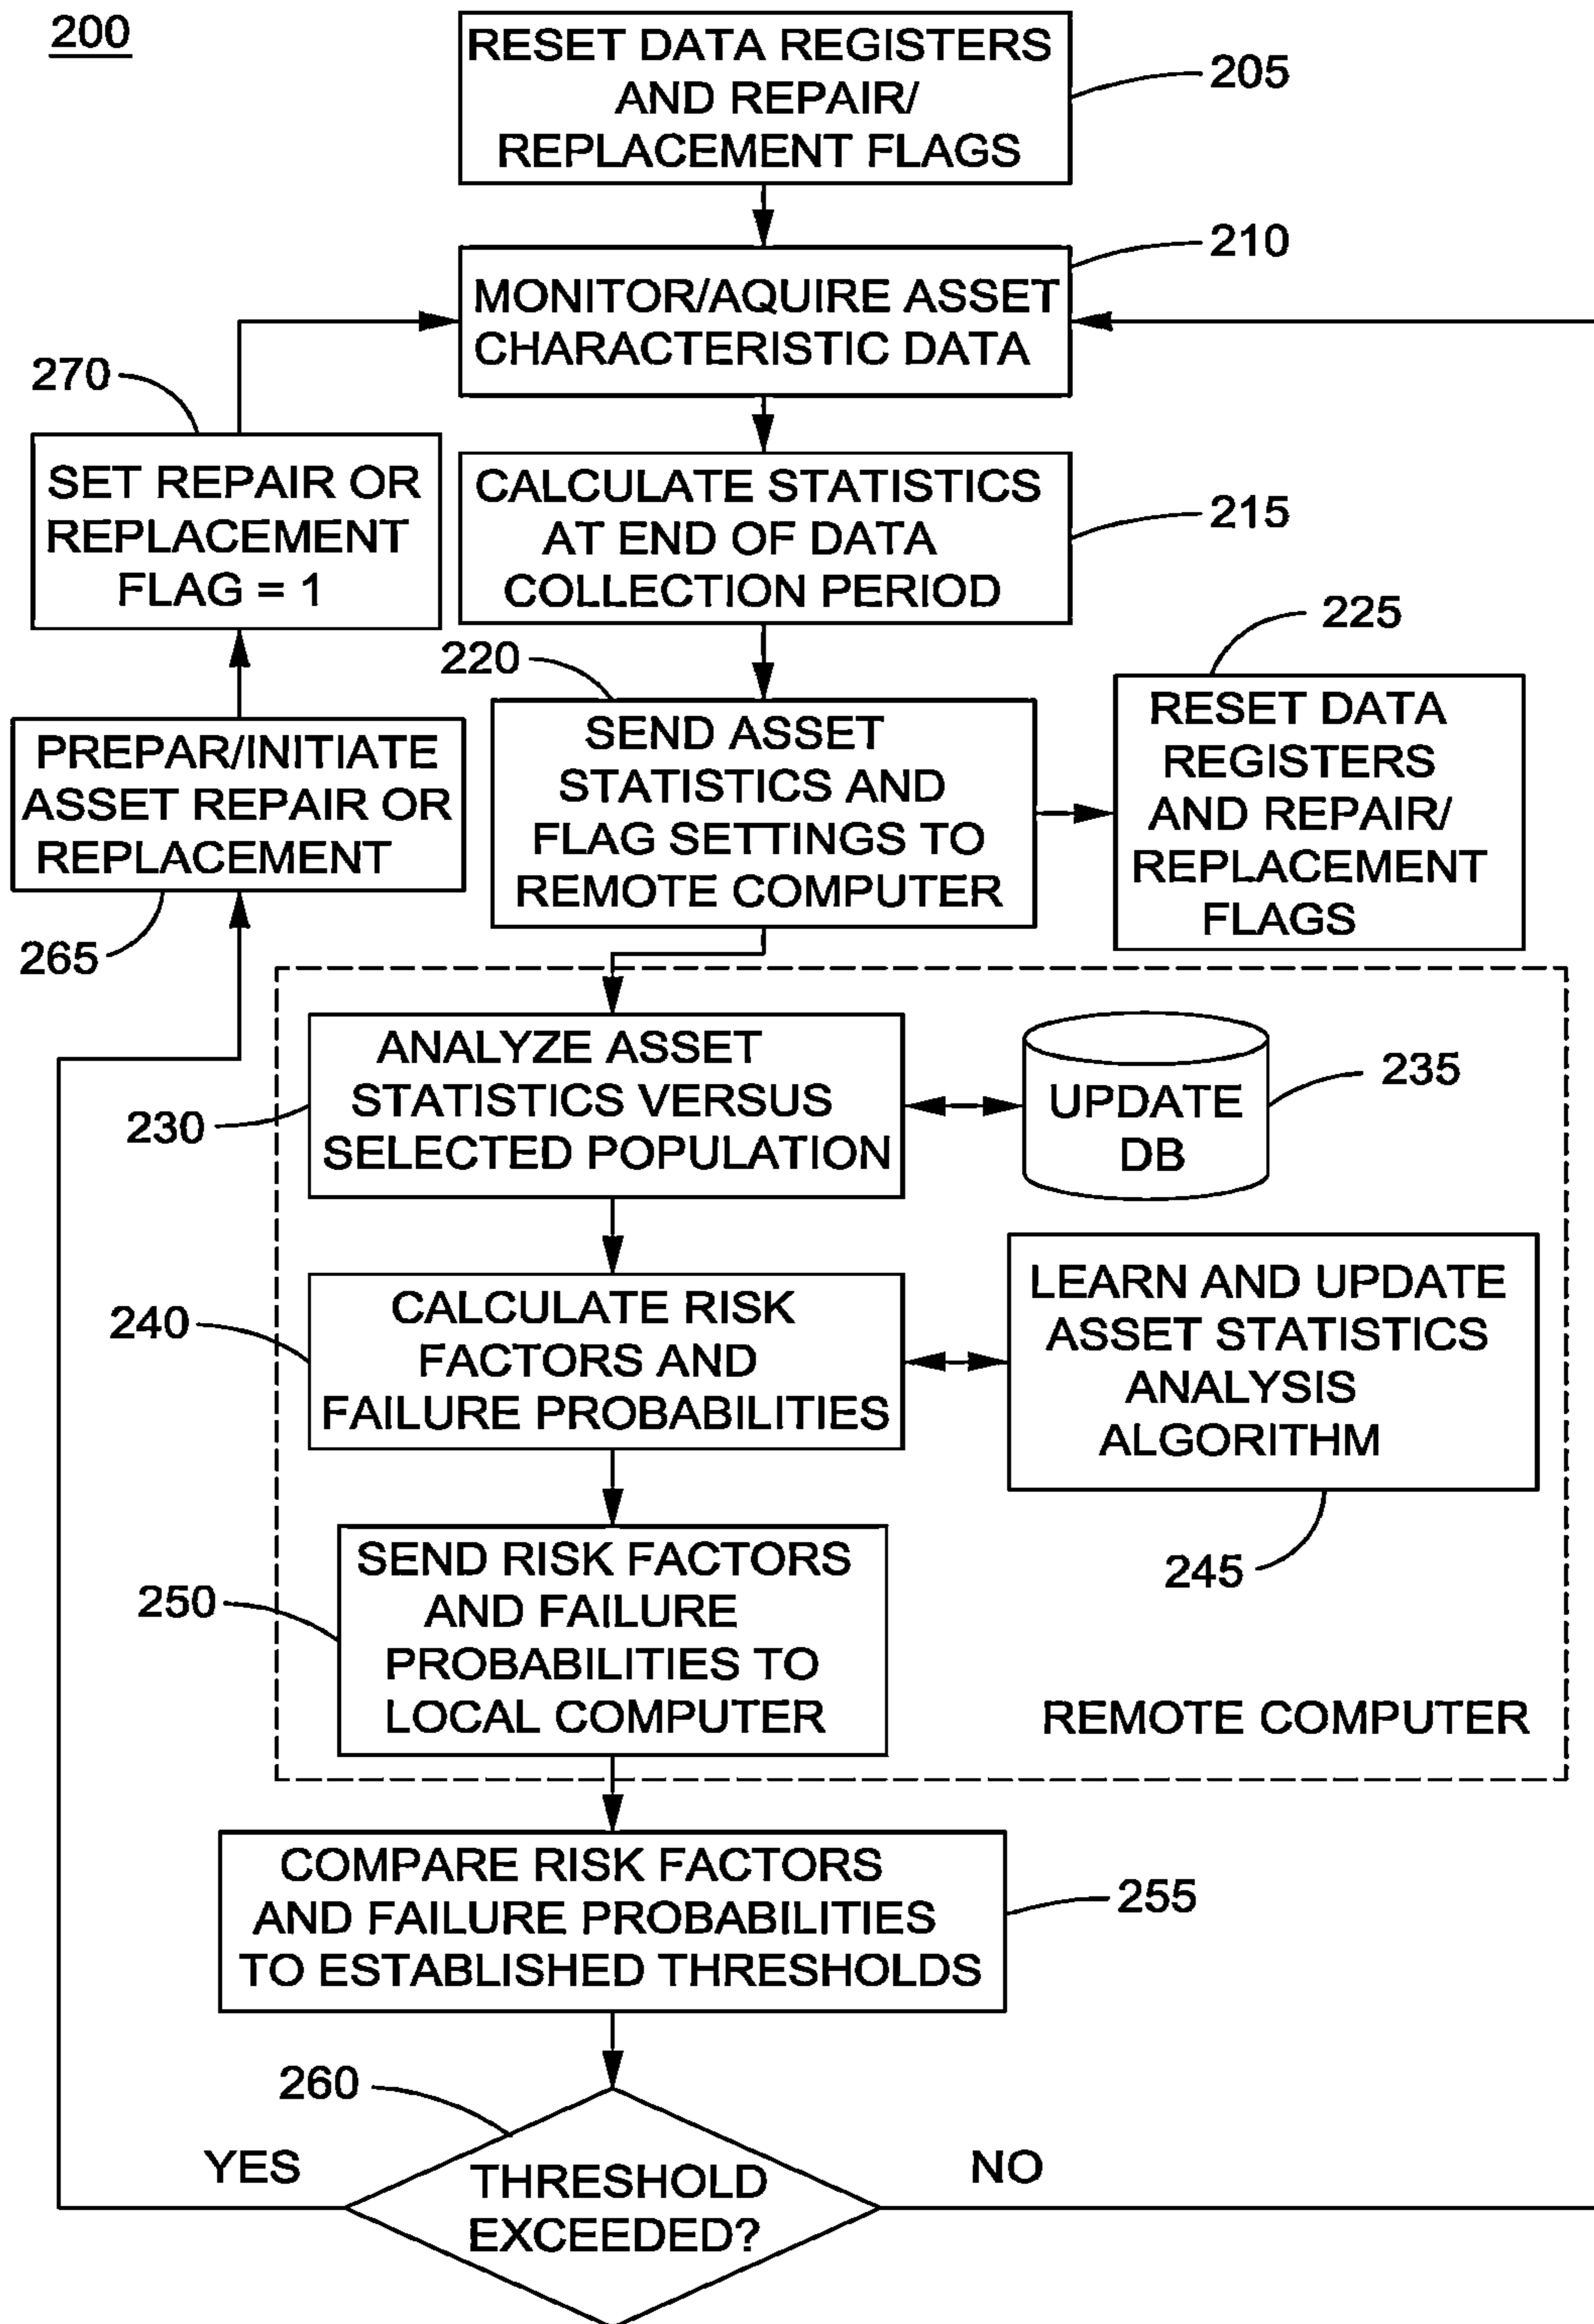 200
RESET DATA REGISTERS
AND REPAIR/
REPLACEMENT FLAGS
205
MONITOR/AQUIRE ASSET
CHARACTERISTIC DATA
210
270
SET REPAIR OR
REPLACEMENT
FLAG = 1
CALCULATE STATISTICS
AT END OF DATA
COLLECTION PERIOD
215
220
SEND ASSET
STATISTICS AND
FLAG SETTINGS TO
REMOTE COMPUTER
225
RESET DATA
REGISTERS
AND REPAIR/
REPLACEMENT
FLAGS
PREPAR/INITIATE
ASSET REPAIR OR
REPLACEMENT
265
ANALYZE ASSET
STATISTICS VERSUS
SELECTED POPULATION
230
UPDATE
DB
235
240
CALCULATE RISK
FACTORS AND
FAILURE PROBABILITIES
LEARN AND UPDATE
ASSET STATISTICS
ANALYSIS
ALGORITHM
245
250
SEND RISK FACTORS
AND FAILURE
PROBABILITIES TO
LOCAL COMPUTER
REMOTE COMPUTER
COMPARE RISK FACTORS
AND FAILURE PROBABILITIES
TO ESTABLISHED THRESHOLDS
255
260
YES
THRESHOLD
EXCEEDED?
NO